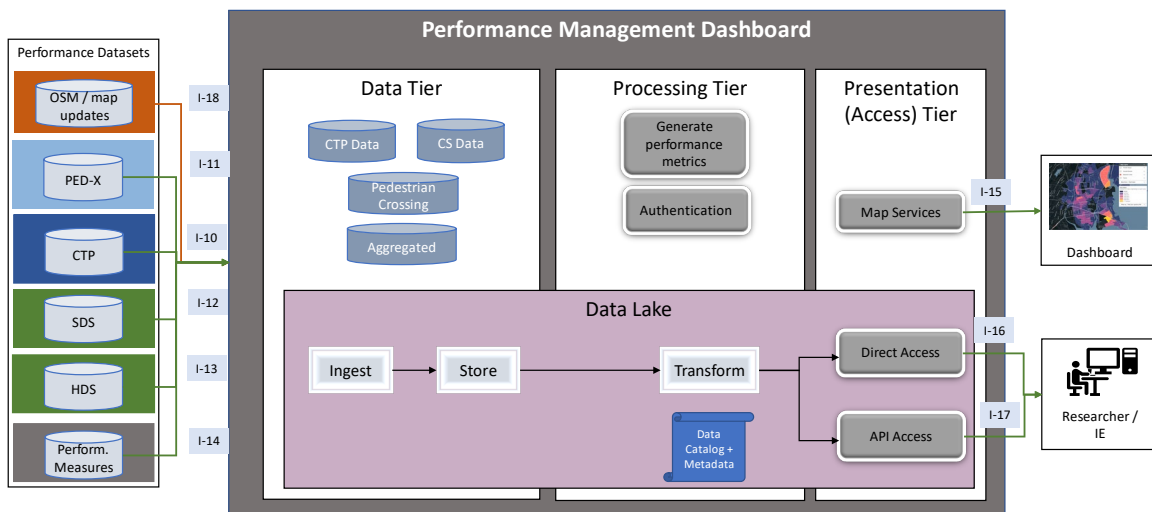 Performance Management Dashboard
Performance Datasets
OSM / map
updates
PED-X
CTP
SDS
HDS
Perform.
Measures
I-18
I-11
I-10
I-12
I-13
I-14
Data Tier
CTP Data
CS Data
Pedestrian
Crossing
Aggregated
Processing Tier
Generate
performance
metrics
Authentication
Presentation
(Access) Tier
Map Services
I-15
Dashboard
Data Lake
Ingest
Store
Transform
Data
Catalog +
Metadata
Direct Access
API Access
I-16
I-17
Researcher /
IE